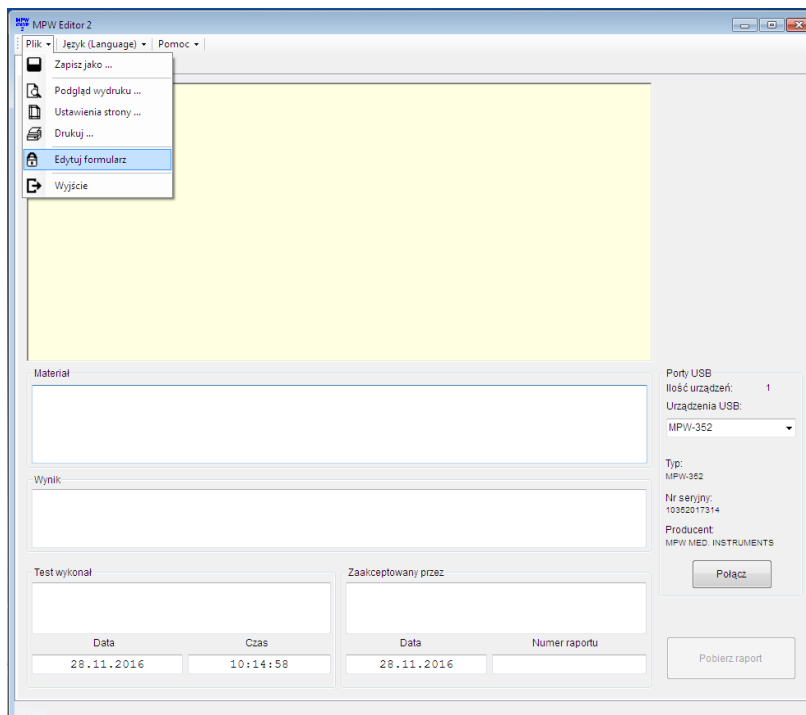 MPW Editor 2
Plik Język (Language) Pomoc
Zapisz jako ...
Podgląd wydruku ...
Ustawienia strony ...
Drukuj ...
Edytuj formularz
Wyjście
Materiał
Wynik
Test wykonał
Data Czas
28.11.2016 10:14:58
Zaakceptowany przez
Data Numer raportu
28.11.2016
Porty USB
Ilość urządzeń: 1
Urządzenia USB:
MPW-352
Typ:
MPW-352
Nr seryjny:
10352017314
Producent:
MPW MED. INSTRUMENTS
Połącz
Pobierz raport